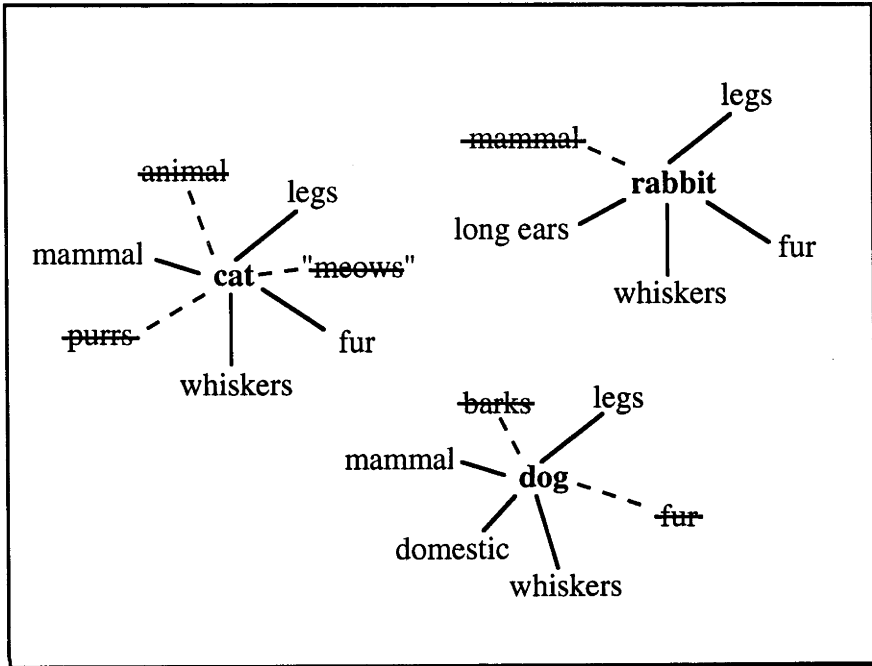 animal
legs
mammal
cat
"meows"
purrs
fur
whiskers
legs
mammal
rabbit
long ears
fur
whiskers
barks
legs
mammal
dog
fur
domestic
whiskers